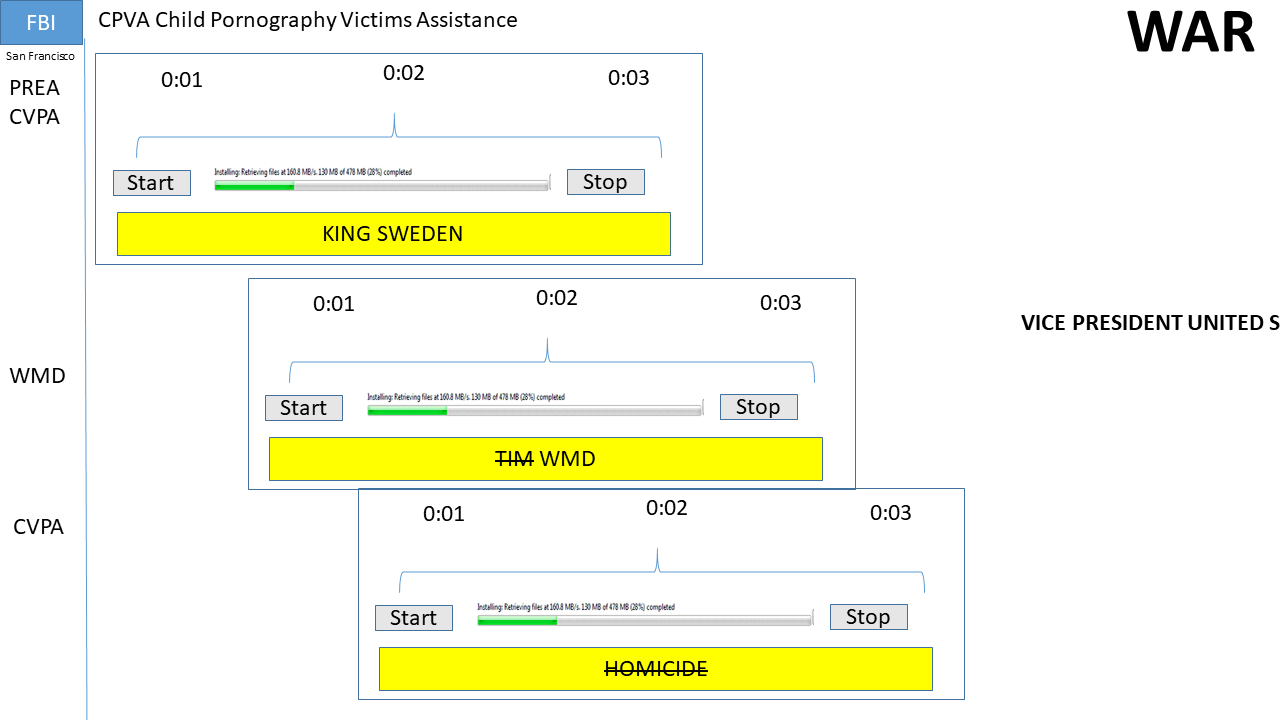 FBI
CPVA Child Pornography Victims Assistance
WAR
San Francisco
PREA
CVPA
0:01
0:02
0:03
Installing: Retrieving files at 160.8 MB/s. 130 MB of 478 MB (28%) completed
Start
Stop
KING SWEDEN
0:01
0:02
0:03
VICE PRESIDENT UNITED S
WMD
Installing: Retrieving files at 160.8 MB/s. 130 MB of 478 MB (28%) completed
Start
Stop
TIM WMD
CVPA
0:01
0:02
0:03
Installing: Retrieving files at 160.8 MB/s. 130 MB of 478 MB (28%) completed
Start
Stop
HOMICIDE